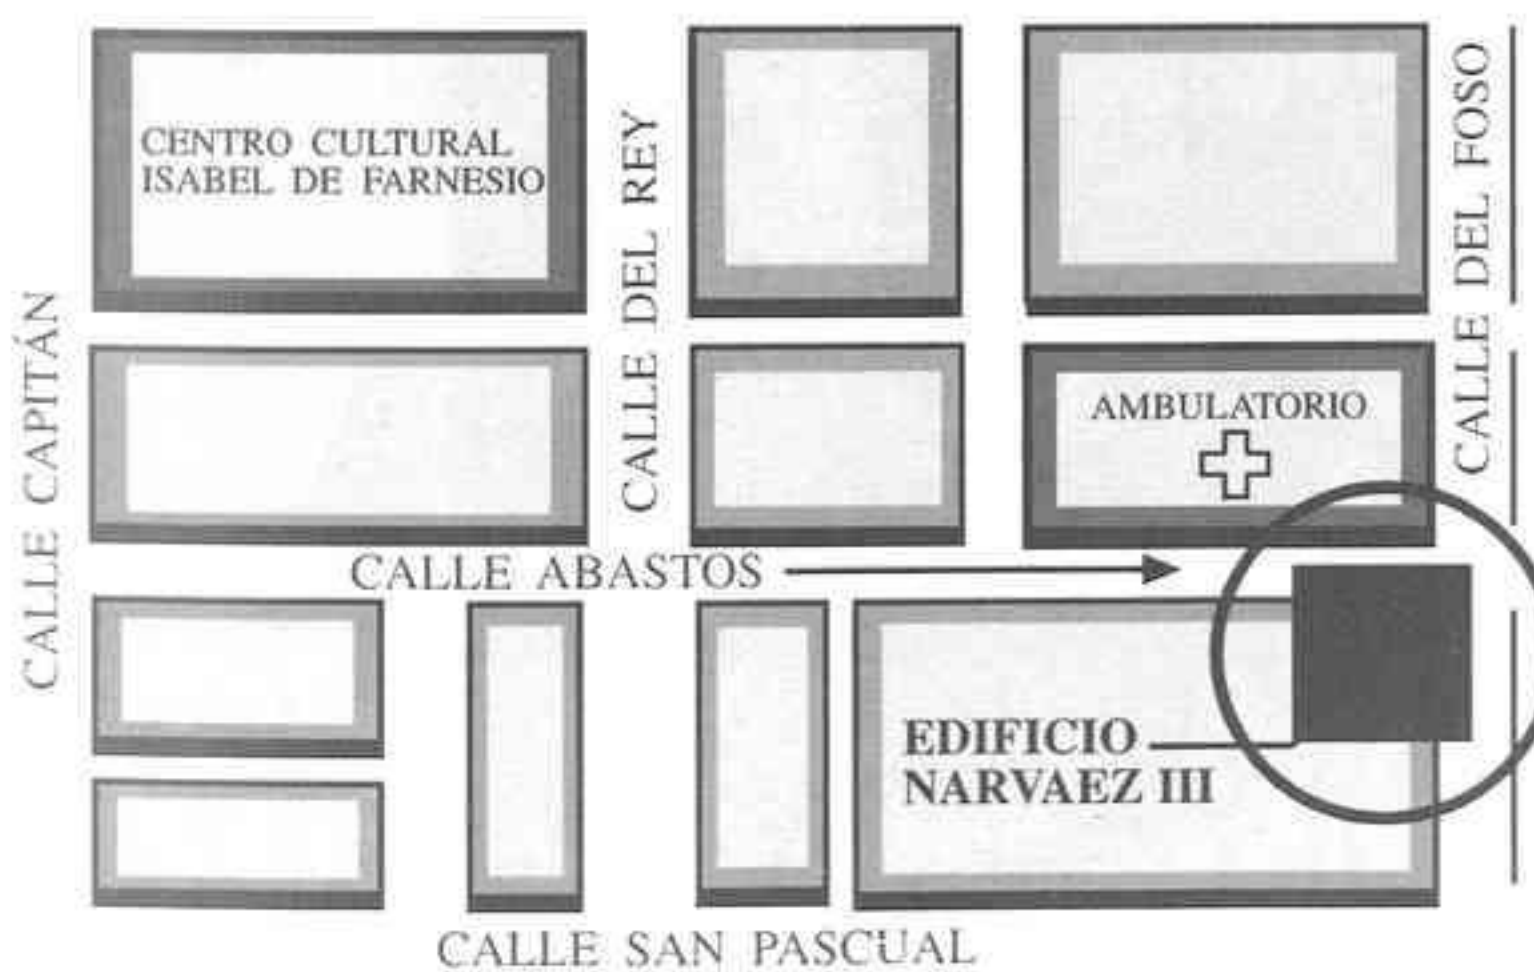 CENTRO CULTURAL
ISABEL DE FARNESIO
CALLE DEL REY
CALLE DEL FOSO
CALLE CAPITÁN
AMBULATORIO
CALLE ABASTOS
EDIFICIO
NARVAEZ III
CALLE SAN PASCUAL